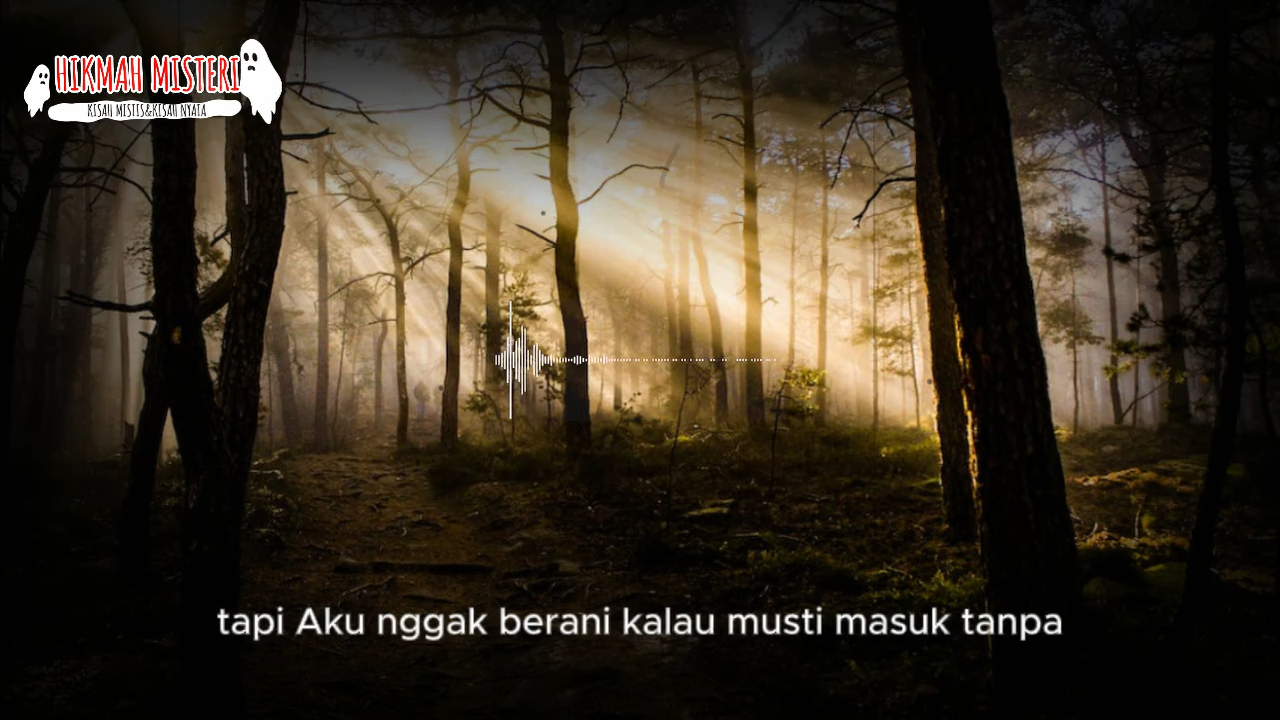 HIKMAH MISTERI
KISAH MISTIS&KISAH NYATA
tapi Aku nggak berani kalau musti masuk tanpa